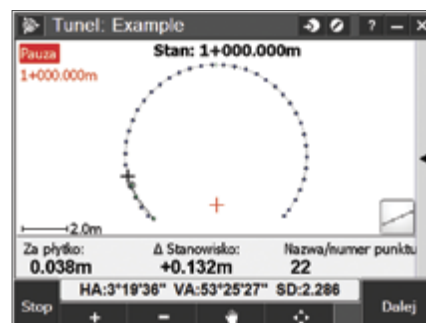 Tunel: Example
? – ×
Pauza
Stan: 1+000.000m
1+000.000m
2.0m
Za płytko:
Δ Stanowisko:
Nazwa/numer punktu
0.038m
+0.132m
22
HA:3°19'36" VA:53°25'27" SD:2.286
Stop
Dalej